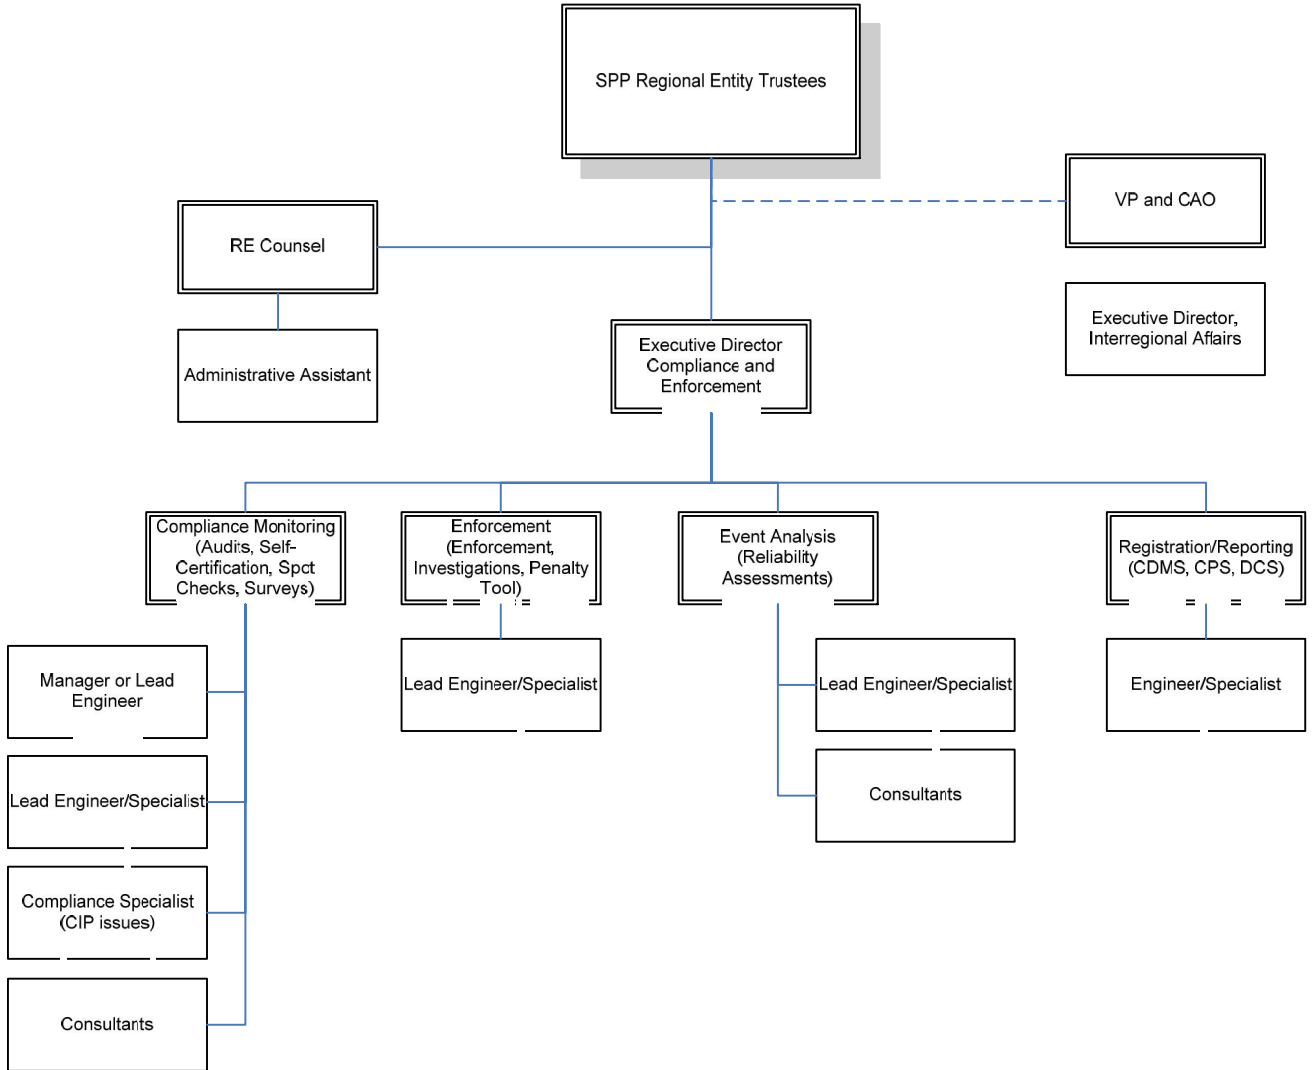 SPP Regional Entity Trustees
VP and CAO
RE Counsel
Executive Director,
Interregional Affairs
Executive Director
Compliance and
Enforcement
Administrative Assistant
Compliance Monitoring
(Audits, Self-
Certification, Spot
Checks, Surveys)
Enforcement
(Enforcement,
Investigations, Penalty
Tool)
Event Analysis
(Reliability
Assessments)
Registration/Reporting
(CDMS, CPS, DCS)
Manager or Lead
Engineer
Lead Engineer/Specialist
Compliance Specialist
(CIP issues)
Consultants
Lead Engineer/Specialist
Lead Engineer/Specialist
Consultants
Engineer/Specialist